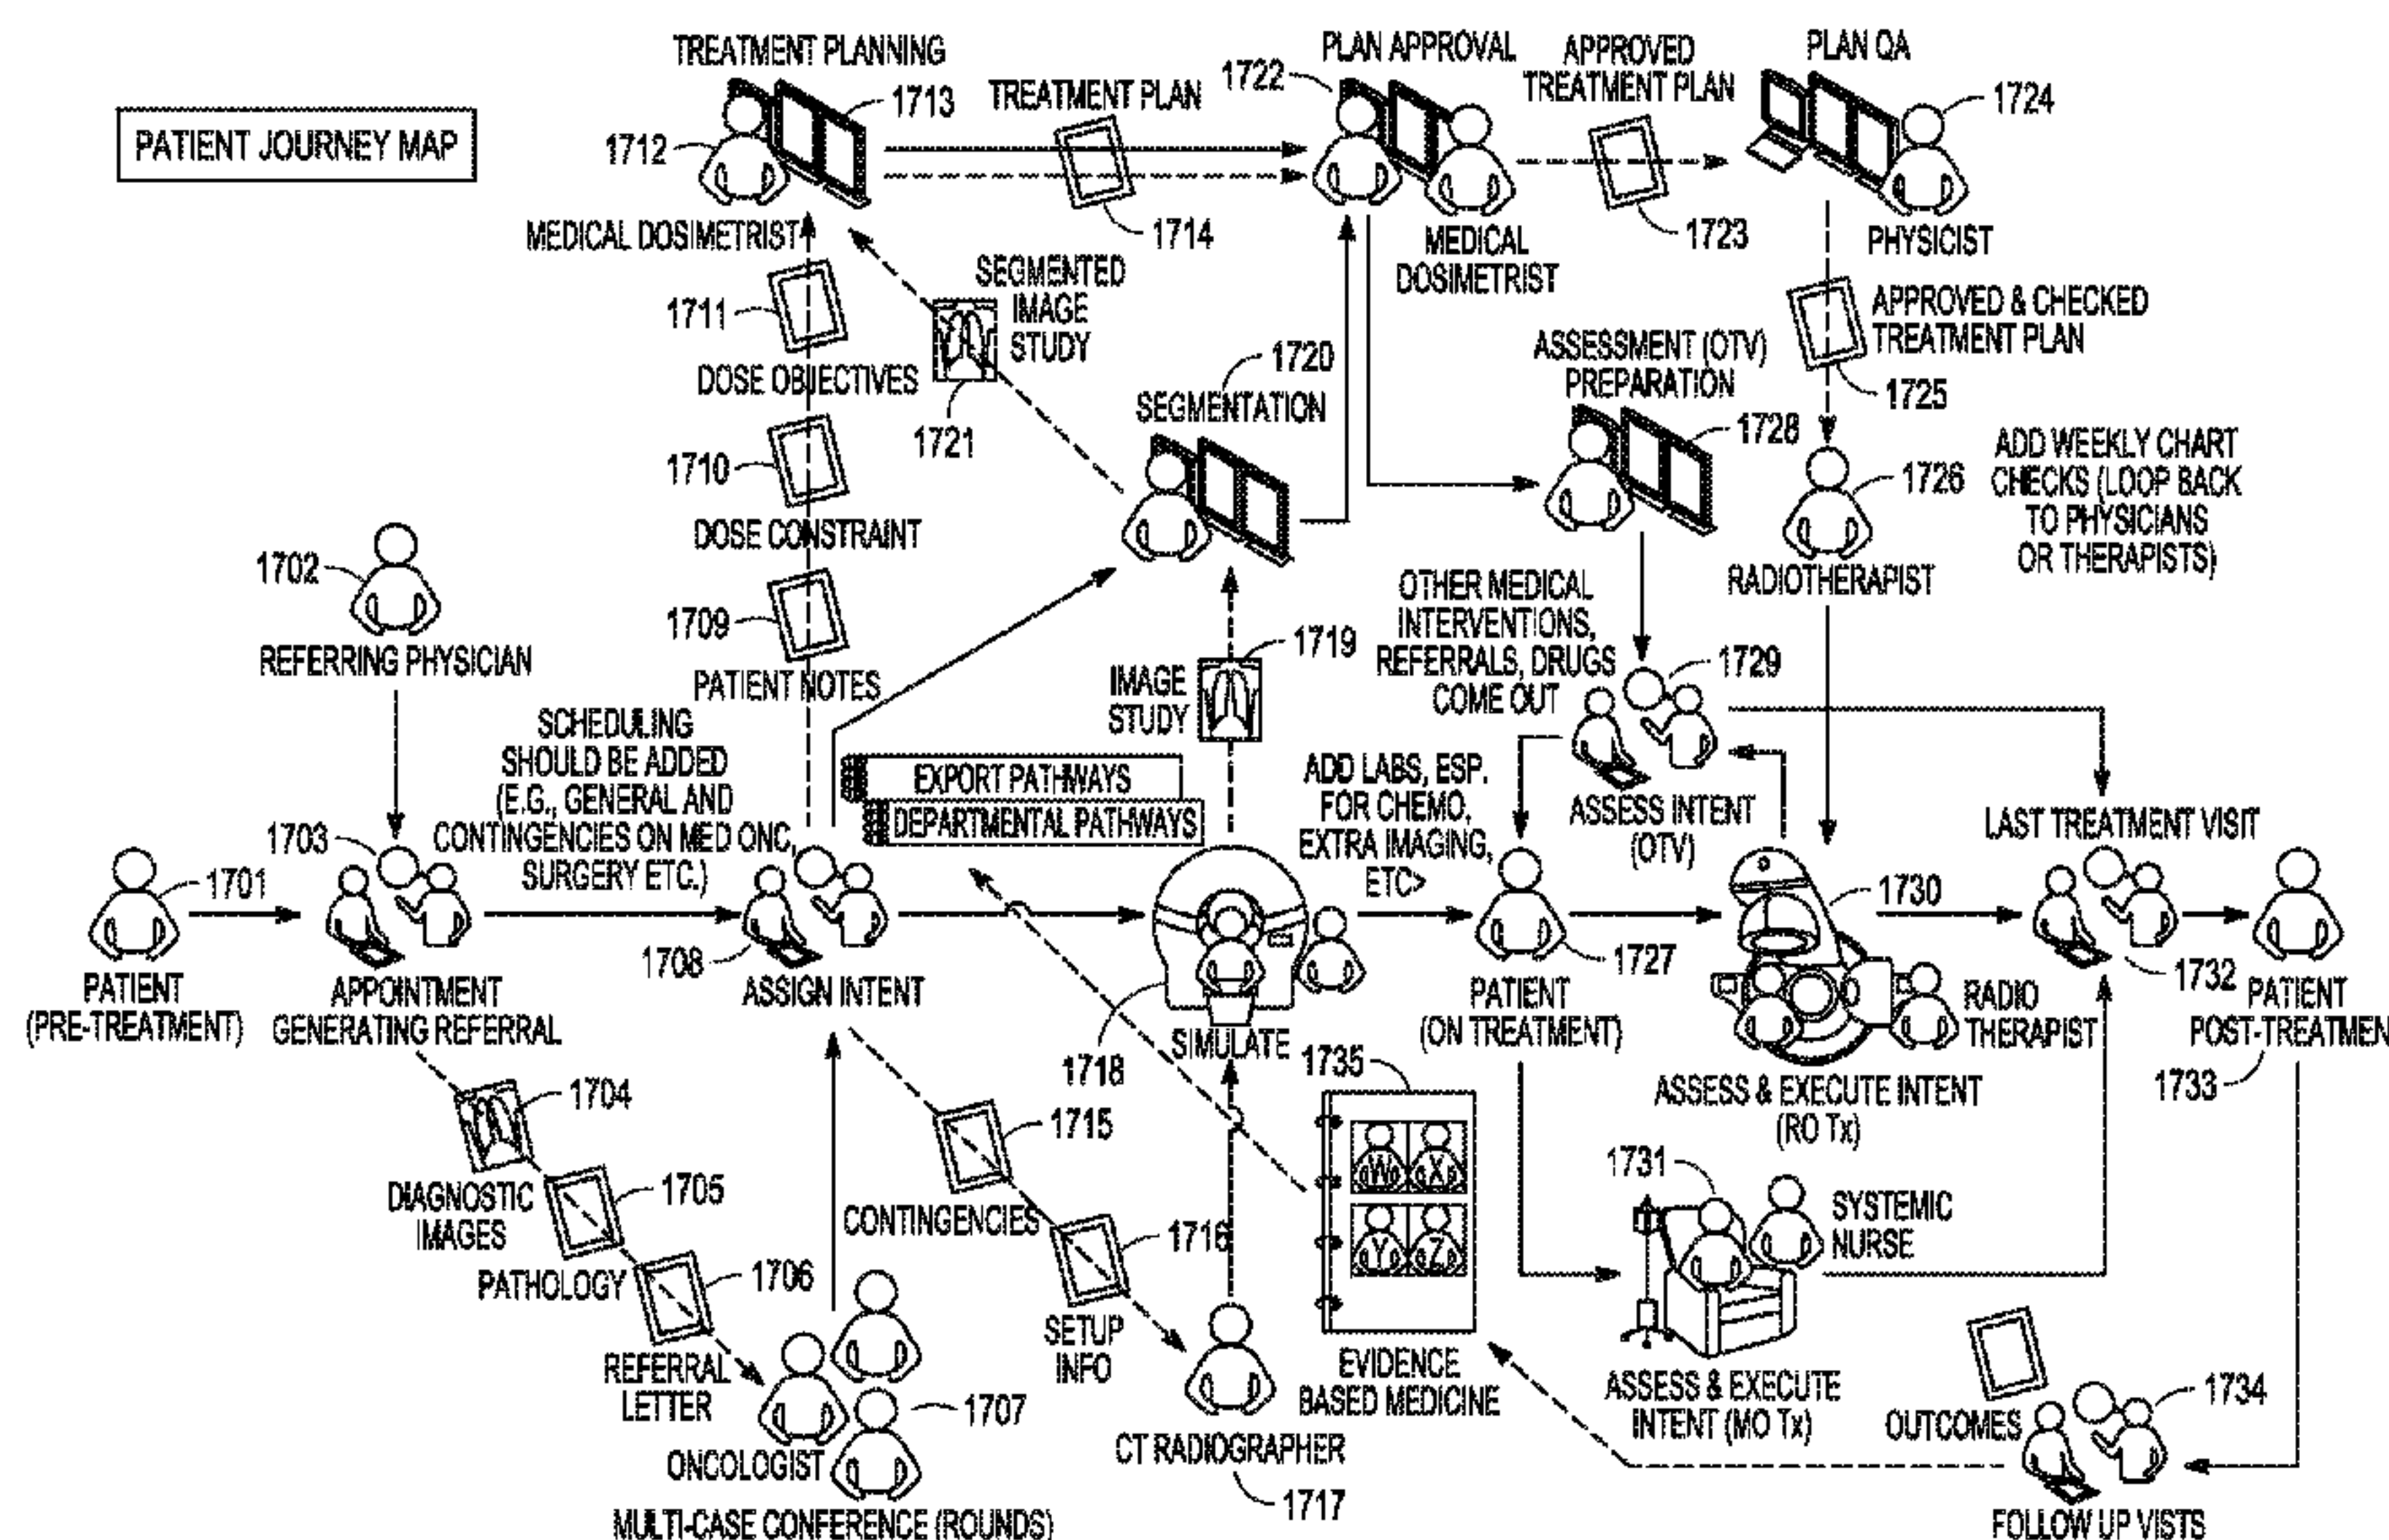 PATIENT JOURNEY MAP
TREATMENT PLANNING
1712
1713
MEDICAL DOSIMETRIST
TREATMENT PLAN
1714
PLAN APPROVAL
1722
MEDICAL
DOSIMETRIST
APPROVED
TREATMENT PLAN
1723
PLAN QA
1724
PHYSICIST
1711
DOSE OBJECTIVES
1710
DOSE CONSTRAINT
1709
PATIENT NOTES
SEGMENTED
IMAGE
STUDY
1721
1720
SEGMENTATION
ASSESSMENT (OTV)
PREPARATION
1728
APPROVED & CHECKED
TREATMENT PLAN
1725
1726
RADIOTHERAPIST
ADD WEEKLY CHART
CHECKS (LOOP BACK
TO PHYSICIANS
OR THERAPISTS)
1702
REFERRING PHYSICIAN
SCHEDULING
SHOULD BE ADDED
(E.G., GENERAL AND
CONTINGENCIES ON MED ONC,
SURGERY ETC.)
EXPORT PATHWAYS
DEPARTMENTAL PATHWAYS
IMAGE
STUDY
1719
OTHER MEDICAL
INTERVENTIONS,
REFERRALS, DRUGS
COME OUT
1729
ASSESS INTENT
(OTV)
ADD LABS, ESP.
FOR CHEMO,
EXTRA IMAGING,
ETC>
1701
PATIENT
(PRE-TREATMENT)
1703
APPOINTMENT
GENERATING REFERRAL
1708
ASSIGN INTENT
1718
SIMULATE
1727
PATIENT
(ON TREATMENT)
1730
RADIO
THERAPIST
ASSESS & EXECUTE INTENT
(RO Tx)
LAST TREATMENT VISIT
1732
PATIENT
POST-TREATMEN
1733
1704
DIAGNOSTIC
IMAGES
1705
PATHOLOGY
1706
REFERRAL
LETTER
ONCOLOGIST
1707
MULTI-CASE CONFERENCE (ROUNDS)
1715
CONTINGENCIES
1716
SETUP
INFO
CT RADIOGRAPHER
1717
1735
W X
Y Z
EVIDENCE
BASED MEDICINE
1731
SYSTEMIC
NURSE
ASSESS & EXECUTE
INTENT (MO Tx)
OUTCOMES
1734
FOLLOW UP VISTS